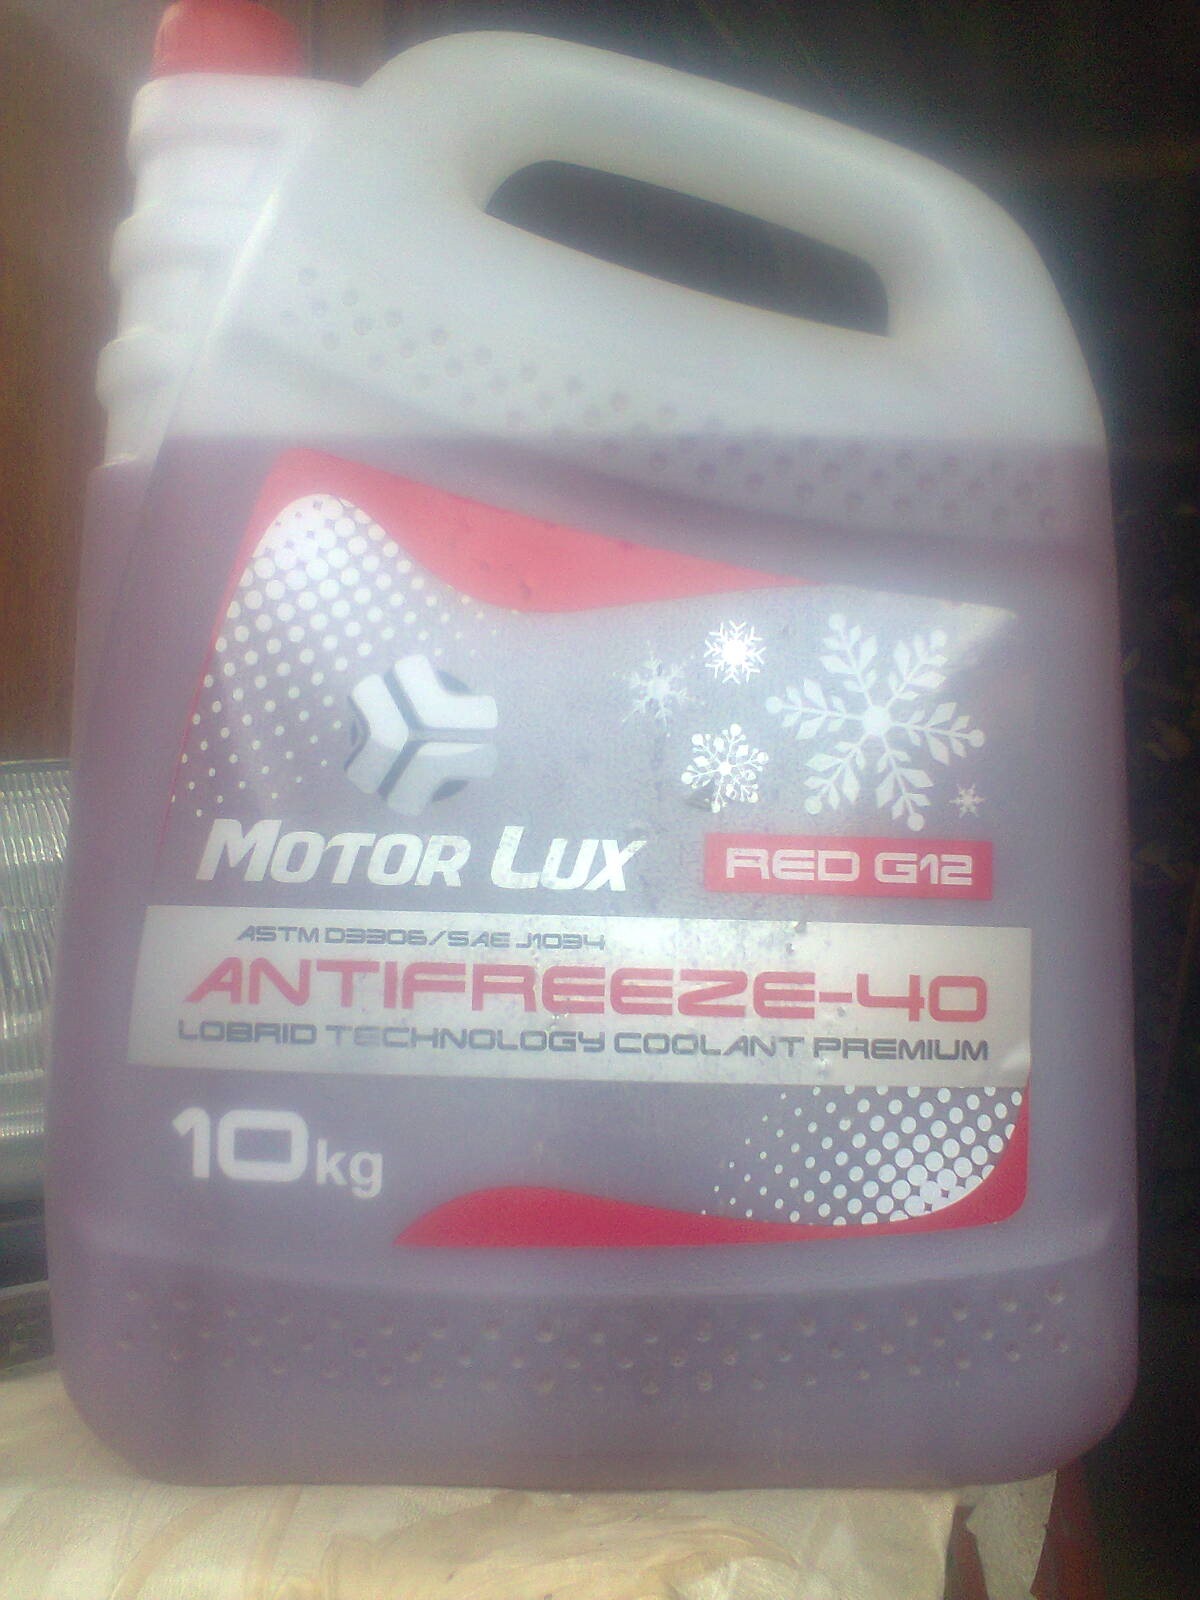 MOTOR LUX
RED G12
ASTM D3306/SAE J1034
ANTIFREEZE-40
LOBRID TECHNOLOGY COOLANT PREMIUM
10kg